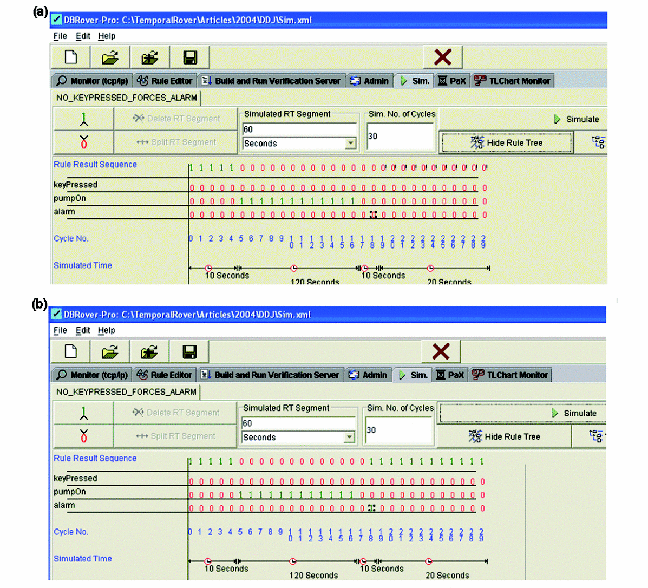 (a)
DBRover-Pro: C:\TemporalRover\Articles\2004\DDJ\Sim.xml
File Edit Help
Monitor (tcp/ip) Rule Editor Build and Run Verification Server Admin Sim. PaX TLChart Monitor
NO_KEYPRESSED_FORCES_ALARM
Delete RT Segment
Split RT Segment
Simulated RT Segment
60
Seconds
Sim. No. of Cycles
30
Simulate
Hide Rule Tree
Rule Result Sequence 1 1 1 1 1 0 0 0 0 0 0 0 0 0 0 0 0 0 0
keyPressed 0 0 0 0 0 0 0 0 0 0 0 0 0 0 0 0 0 0 0 0 0 0 0 0 0 0 0 0 0 0
pumpOn 0 0 0 0 0 1 1 1 1 1 1 1 1 1 1 1 1 0 0 0 0 0 0 0 0 0 0 0 0 0
alarm 0 0 0 0 0 0 0 0 0 0 0 0 0 0 0 0 0 0 0 0 0 0 0 0 0 0 0 0 0
Cycle No. 0 1 2 3 4 5 6 7 8 9 10 11 12 13 14 15 16 17 18 19 20 21 22 23 24 25 26 27 28 29
Simulated Time
10 Seconds 120 Seconds 10 Seconds 20 Seconds
(b)
DBRover-Pro: C:\TemporalRover\Articles\2004\DDJ\Sim.xml
File Edit Help
Monitor (tcp/ip) Rule Editor Build and Run Verification Server Admin Sim. PaX TLChart Monitor
NO_KEYPRESSED_FORCES_ALARM
Delete RT Segment
Split RT Segment
Simulated RT Segment
60
Seconds
Sim. No. of Cycles
30
Simulate
Hide Rule Tree
Rule Result Sequence 1 1 1 1 1 0 0 0 0 0 0 0 0 0 0 0 0 0 1 1 1 1 1 1 1 1 1 1 1 1
keyPressed 0 0 0 0 0 0 0 0 0 0 0 0 0 0 0 0 0 0 0 0 0 0 0 0 0 0 0 0 0 0
pumpOn 0 0 0 0 0 1 1 1 1 1 1 1 1 1 1 1 1 0 0 0 0 0 0 0 0 0 0 0 0 0
alarm 0 0 0 0 0 0 0 0 0 0 0 0 0 0 0 0 0 0 0 0 0 0 0 0 0 0 0 0 0
Cycle No. 0 1 2 3 4 5 6 7 8 9 10 11 12 13 14 15 16 17 18 19 20 21 22 23 24 25 26 27 28 29
Simulated Time
10 Seconds 120 Seconds 10 Seconds 20 Seconds